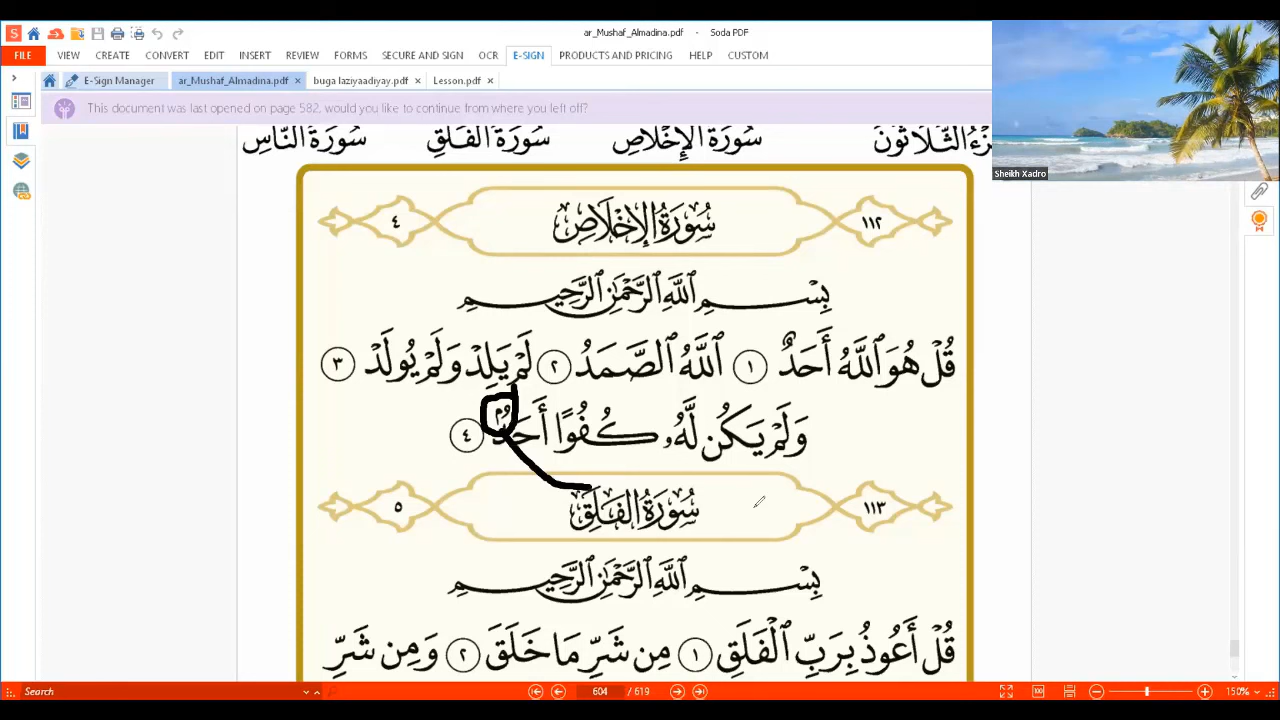 ar_Mushaf_Almadina.pdf - Soda PDF
FILE VIEW CREATE CONVERT EDIT INSERT REVIEW FORMS SECURE AND SIGN OCR E-SIGN PRODUCTS AND PRICING HELP CUSTOM
E-Sign Manager ar_Mushaf_Almadina.pdf × buga laziyaadiyay.pdf × Lesson.pdf ×
This document was last opened on page 582, would you like to continue from where you left off?
Sheikh Xadro
سُورَةُ الإِخْلَاصِ سُورَةُ الفَلَقِ سُورَةُ النَّاسِ
١١٢ سُورَةُ الإِخْلَاصِ ٤
بِسْمِ ٱللَّهِ ٱلرَّحْمَٰنِ ٱلرَّحِيمِ
قُلْ هُوَ ٱللَّهُ أَحَدٌ ١ ٱللَّهُ ٱلصَّمَدُ ٢ لَمْ يَلِدْ وَلَمْ يُولَدْ ٣
وَلَمْ يَكُن لَّهُۥ كُفُوًا أَحَدُۢ ٤
١١٣ سُورَةُ الفَلَقِ ٥
بِسْمِ ٱللَّهِ ٱلرَّحْمَٰنِ ٱلرَّحِيمِ
قُلْ أَعُوذُ بِرَبِّ ٱلْفَلَقِ ١ مِن شَرِّ مَا خَلَقَ ٢ وَمِن شَرِّ
Search 604 / 619 150%